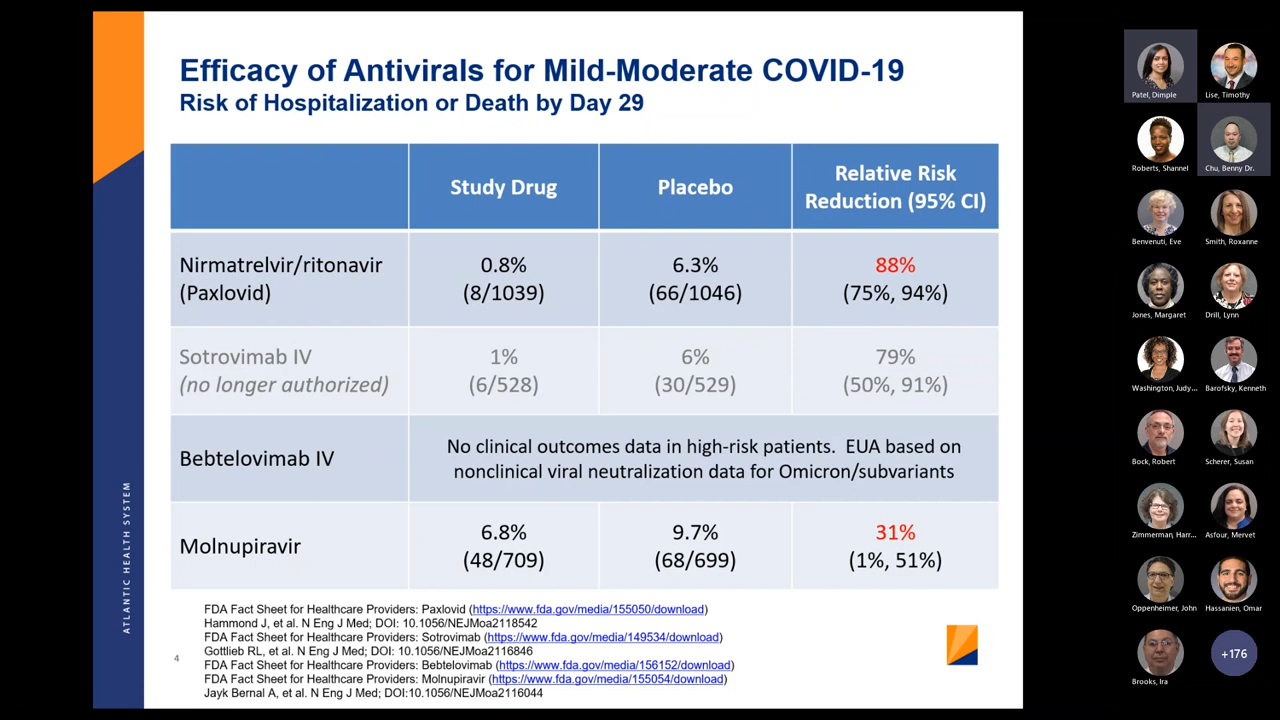 Efficacy of Antivirals for Mild-Moderate COVID-19
Risk of Hospitalization or Death by Day 29
Study Drug
Placebo
Relative Risk
Reduction (95% CI)
Nirmatrelvir/ritonavir
(Paxlovid)
0.8%
(8/1039)
6.3%
(66/1046)
88%
(75%, 94%)
Sotrovimab IV
(no longer authorized)
1%
(6/528)
6%
(30/529)
79%
(50%, 91%)
Bebtelovimab IV
No clinical outcomes data in high-risk patients. EUA based on
nonclinical viral neutralization data for Omicron/subvariants
Molnupiravir
6.8%
(48/709)
9.7%
(68/699)
31%
(1%, 51%)
FDA Fact Sheet for Healthcare Providers: Paxlovid (https://www.fda.gov/media/155050/download)
Hammond J, et al. N Eng J Med; DOI: 10.1056/NEJMoa2118542
FDA Fact Sheet for Healthcare Providers: Sotrovimab (https://www.fda.gov/media/149534/download)
Gottlieb RL, et al. N Eng J Med; DOI: 10.1056/NEJMoa2116846
FDA Fact Sheet for Healthcare Providers: Bebtelovimab (https://www.fda.gov/media/156152/download)
FDA Fact Sheet for Healthcare Providers: Molnupiravir (https://www.fda.gov/media/155054/download)
Jayk Bernal A, et al. N Eng J Med; DOI:10.1056/NEJMoa2116044
4
ATLANTIC HEALTH SYSTEM
Patel, Dimple
Lise, Timothy
Roberts, Shannel
Chu, Benny Dr.
Benvenuti, Eve
Smith, Roxanne
Jones, Margaret
Drill, Lynn
Washington, Judy...
Barofsky, Kenneth
Bock, Robert
Scherer, Susan
Zimmerman, Harr...
Asfour, Mervet
Oppenheimer, John
Hassanien, Omar
Brooks, Ira
+176